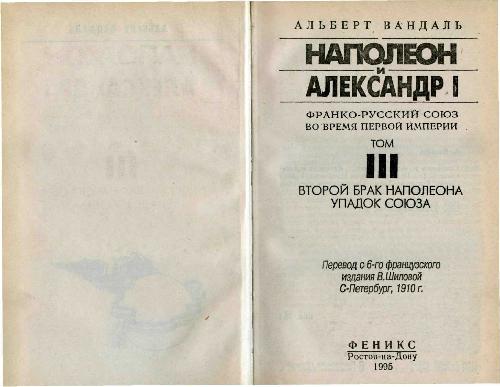 АЛЬБЕРТ ВАНДАЛЬ
НАПОЛЕОН
И
АЛЕКСАНДР I
ФРАНКО-РУССКИЙ СОЮЗ
ВО ВРЕМЯ ПЕРВОЙ ИМПЕРИИ
ТОМ
III
ВТОРОЙ БРАК НАПОЛЕОНА
УПАДОК СОЮЗА
Перевод с 6-го французского
издания В.Шиловой
С-Петербург, 1910 г.
ФЕНИКС
Ростов-на-Дону
1995